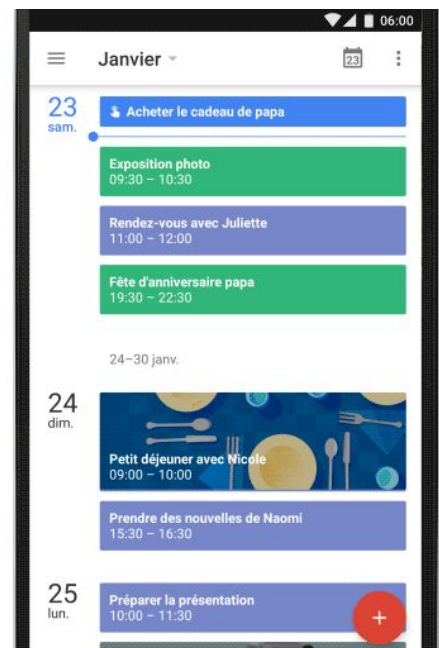 06:00
Janvier
23
23
sam.
Acheter le cadeau de papa
Exposition photo
09:30 – 10:30
Rendez-vous avec Juliette
11:00 – 12:00
Fête d'anniversaire papa
19:30 – 22:30
24–30 janv.
24
dim.
Petit déjeuner avec Nicole
09:00 – 10:00
Prendre des nouvelles de Naomi
15:30 – 16:30
25
lun.
Préparer la présentation
10:00 – 11:30
+